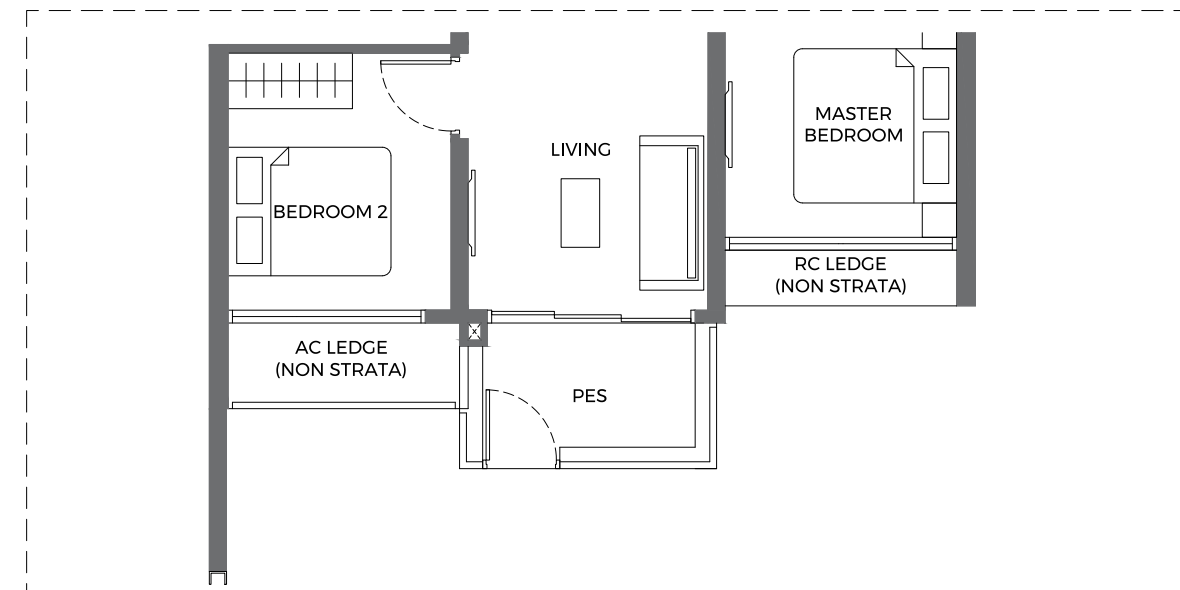 MASTER
BEDROOM
LIVING
BEDROOM 2
RC LEDGE
(NON STRATA)
AC LEDGE
(NON STRATA)
PES